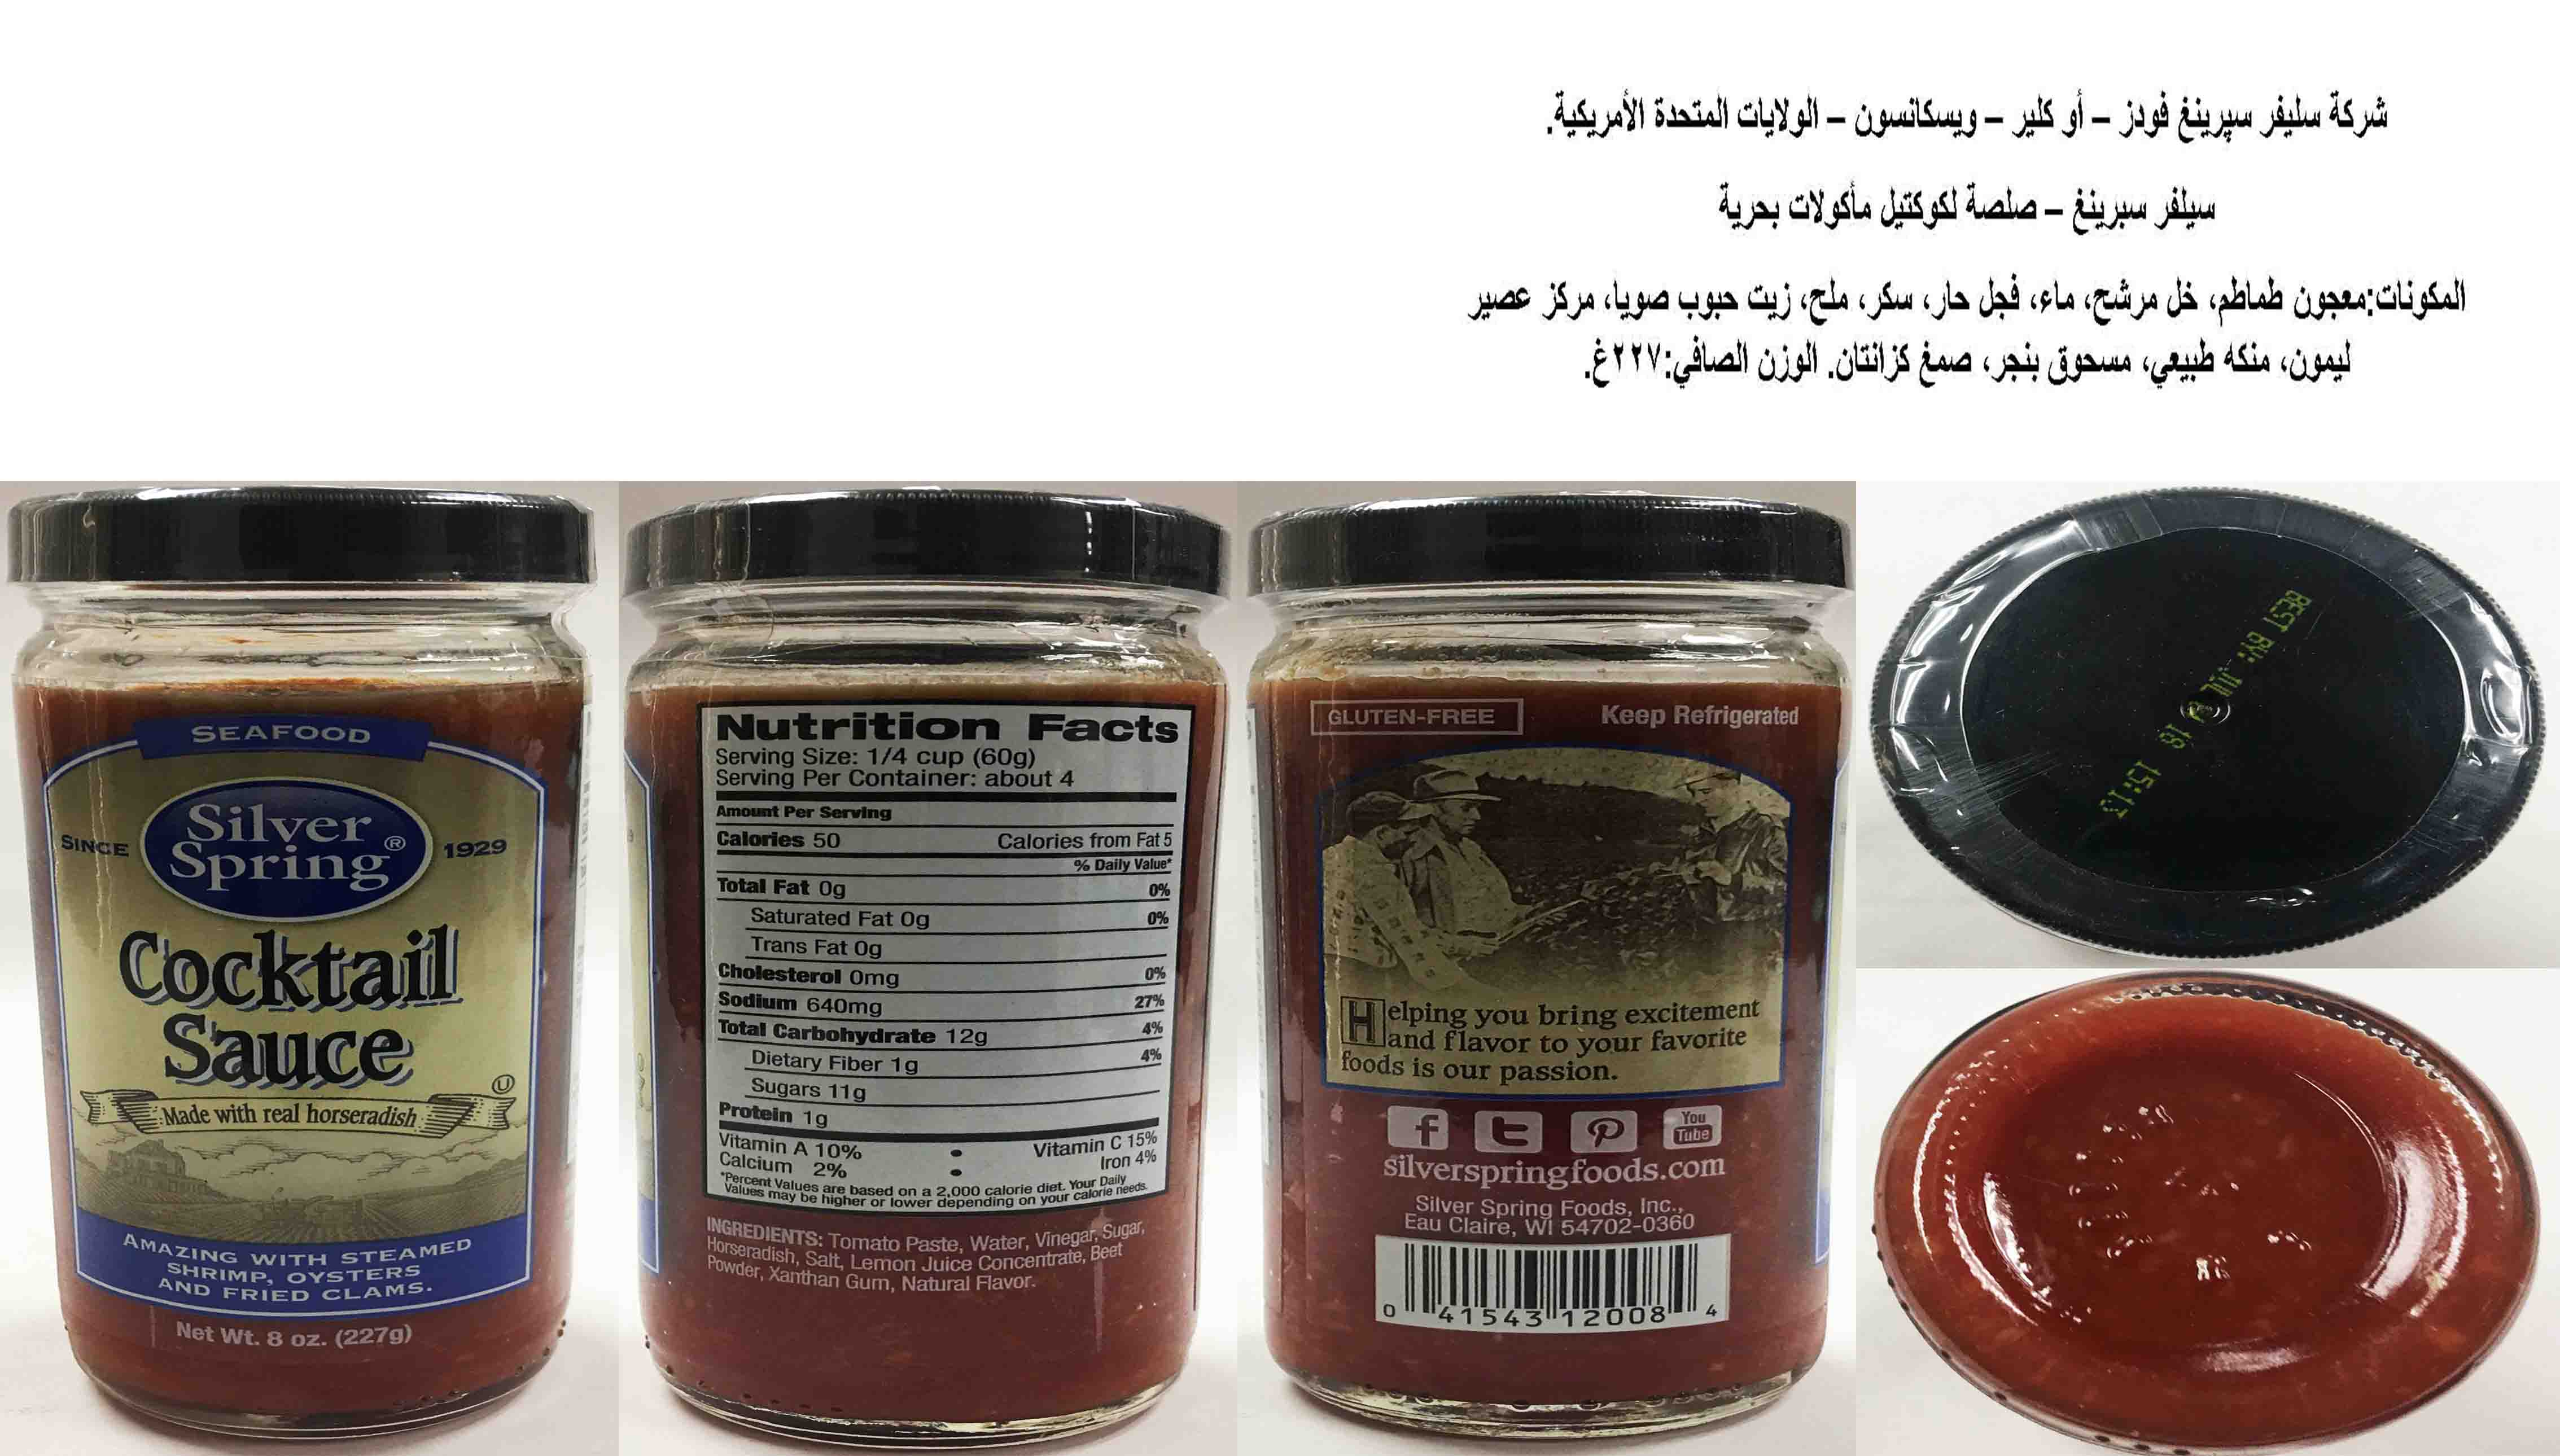 شركة سليفر سپرينغ فودز – أو كلير – ويسكانسون – الولايات المتحدة الأمريكية.
سيلفر سبرينغ – صلصة لكوكتيل مأكولات بحرية
المكونات:معجون طماطم، خل مرشح، ماء، فجل حار، سكر، ملح، زيت حبوب صويا، مركز عصير
ليمون، منكه طبيعي، مسحوق بنجر، صمغ كزانتان. الوزن الصافي:٢٢٧غ.
SEAFOOD
SINCE Silver Spring ® 1929
Cocktail
Sauce
U
Made with real horseradish
AMAZING WITH STEAMED
SHRIMP, OYSTERS
AND FRIED CLAMS.
Net Wt. 8 oz. (227g)
Nutrition Facts
Serving Size: 1/4 cup (60g)
Serving Per Container: about 4
Amount Per Serving
Calories 50 Calories from Fat 5
% Daily Value*
Total Fat 0g 0%
Saturated Fat 0g 0%
Trans Fat 0g
Cholesterol 0mg 0%
Sodium 640mg 27%
Total Carbohydrate 12g 4%
Dietary Fiber 1g 4%
Sugars 11g
Protein 1g
Vitamin A 10% • Vitamin C 15%
Calcium 2% • Iron 4%
*Percent Values are based on a 2,000 calorie diet. Your Daily
Values may be higher or lower depending on your calorie needs.
INGREDIENTS: Tomato Paste, Water, Vinegar, Sugar,
Horseradish, Salt, Lemon Juice Concentrate, Beet
Powder, Xanthan Gum, Natural Flavor.
GLUTEN-FREE Keep Refrigerated
Helping you bring excitement
and flavor to your favorite
foods is our passion.
You
Tube
silverspringfoods.com
Silver Spring Foods, Inc.,
Eau Claire, WI 54702-0360
0 41543 12008 4
BEST BY: JUL 18 15:13